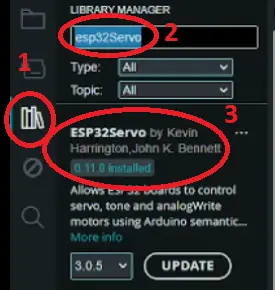 LIBRARY MANAGER
1
esp32Servo
2
Type: All
Topic: All
3
ESP32Servo by Kevin
Harrington,John K. Bennett
...
0.11.0 installed
Allows ESP32 boards to control
servo, tone and analogWrite
motors using Arduino semantic...
More info
3.0.5 UPDATE